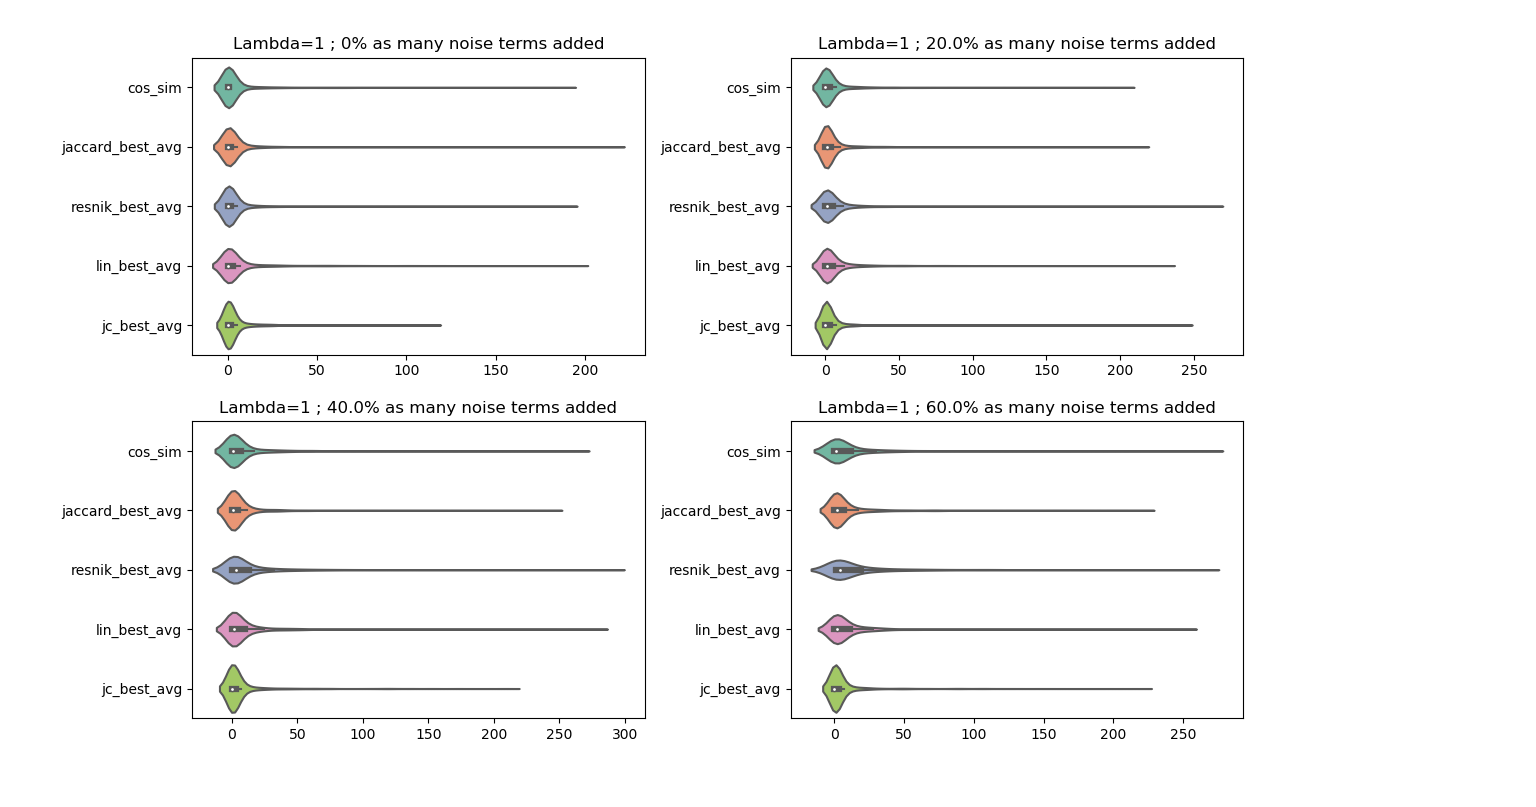 Lambda=1 ; 0% as many noise terms added
cos_sim
jaccard_best_avg
resnik_best_avg
lin_best_avg
jc_best_avg
0 50 100 150 200
Lambda=1 ; 20.0% as many noise terms added
cos_sim
jaccard_best_avg
resnik_best_avg
lin_best_avg
jc_best_avg
0 50 100 150 200 250
Lambda=1 ; 40.0% as many noise terms added
cos_sim
jaccard_best_avg
resnik_best_avg
lin_best_avg
jc_best_avg
0 50 100 150 200 250 300
Lambda=1 ; 60.0% as many noise terms added
cos_sim
jaccard_best_avg
resnik_best_avg
lin_best_avg
jc_best_avg
0 50 100 150 200 250